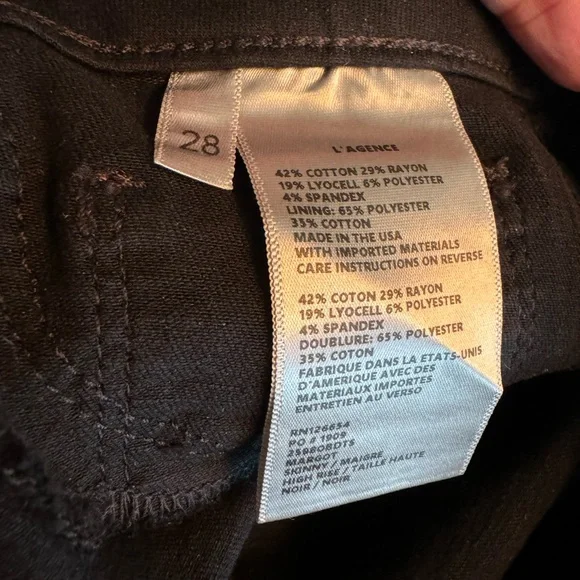 28
L'AGENCE
42% COTTON 29% RAYON
19% LYOCELL 6% POLYESTER
4% SPANDEX
LINING: 65% POLYESTER
35% COTTON
MADE IN THE USA
WITH IMPORTED MATERIALS
CARE INSTRUCTIONS ON REVERSE
42% COTON 29% RAYON
19% LYOCELL 6% POLYESTER
4% SPANDEX
DOUBLURE: 65% POLYESTER
35% COTON
FABRIQUE DANS LA ETATS-UNIS
D'AMERIQUE AVEC DES
MATERIAUX IMPORTES
ENTRETIEN AU VERSO
RN126654
PO # 1909
2598OBDTS
MARGOT
SKINNY / MAIGRE
HIGH RISE / TAILLE HAUTE
NOIR / NOIR